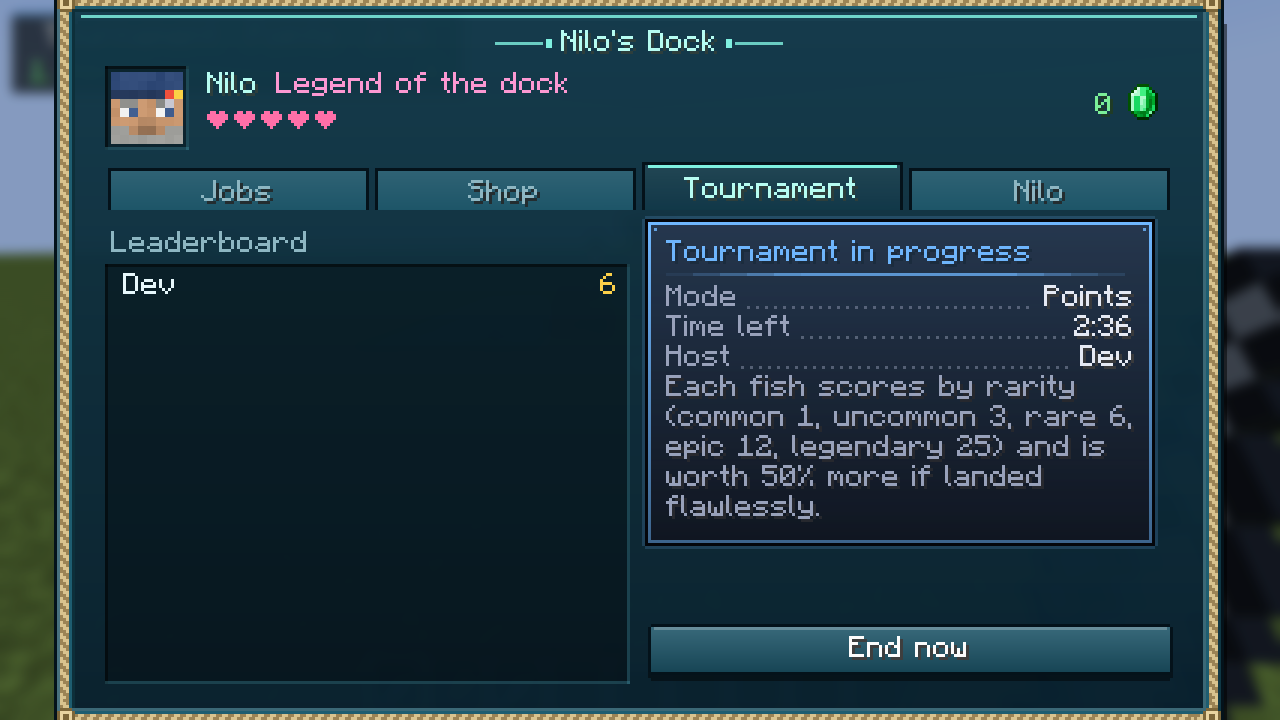 Nilo's Dock
Nilo Legend of the dock
0
Jobs
Shop
Tournament
Nilo
Leaderboard
Dev 6
Tournament in progress
Mode Points
Time left 2:36
Host Dev
Each fish scores by rarity
(common 1, uncommon 3, rare 6,
epic 12, legendary 25) and is
worth 50% more if landed
flawlessly.
End now